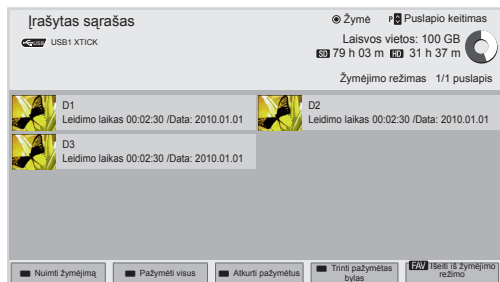 Įrašytas sąrašas
Žymė P Puslapio keitimas
USB USB1 XTICK
Laisvos vietos: 100 GB
SD 79 h 03 m HD 31 h 37 m
Žymėjimo režimas 1/1 puslapis
D1
Leidimo laikas 00:02:30 /Data: 2010.01.01
D2
Leidimo laikas 00:02:30 /Data: 2010.01.01
D3
Leidimo laikas 00:02:30 /Data: 2010.01.01
Nuimti žymėjimą
Pažymėti visus
Atkurti pažymėtus
Trinti pažymėtas
bylas
FAV Išeiti iš žymėjimo
režimo